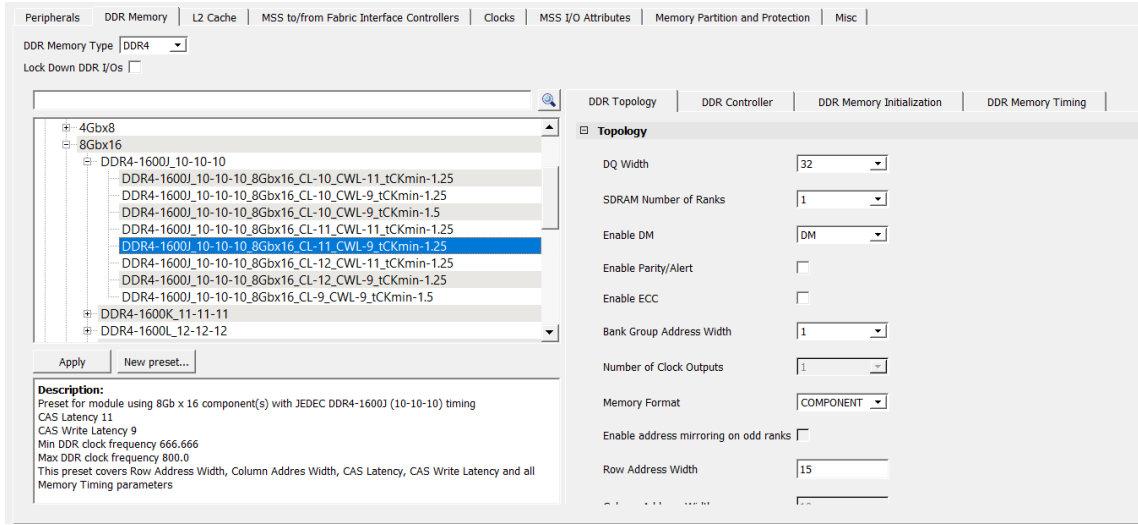 Peripherals DDR Memory L2 Cache MSS to/from Fabric Interface Controllers Clocks MSS I/O Attributes Memory Partition and Protection Misc
DDR Memory Type DDR4
Lock Down DDR I/Os
4Gbx8
8Gbx16
DDR4-1600J_10-10-10
DDR4-1600J_10-10-10_8Gbx16_CL-10_CWL-11_tCKmin-1.25
DDR4-1600J_10-10-10_8Gbx16_CL-10_CWL-9_tCKmin-1.25
DDR4-1600J_10-10-10_8Gbx16_CL-10_CWL-9_tCKmin-1.5
DDR4-1600J_10-10-10_8Gbx16_CL-11_CWL-11_tCKmin-1.25
DDR4-1600J_10-10-10_8Gbx16_CL-11_CWL-9_tCKmin-1.25
DDR4-1600J_10-10-10_8Gbx16_CL-12_CWL-11_tCKmin-1.25
DDR4-1600J_10-10-10_8Gbx16_CL-12_CWL-9_tCKmin-1.25
DDR4-1600J_10-10-10_8Gbx16_CL-9_CWL-9_tCKmin-1.5
DDR4-1600K_11-11-11
DDR4-1600L_12-12-12
Apply New preset...
Description:
Preset for module using 8Gb x 16 component(s) with JEDEC DDR4-1600J (10-10-10) timing
CAS Latency 11
CAS Write Latency 9
Min DDR clock frequency 666.666
Max DDR clock frequency 800.0
This preset covers Row Address Width, Column Addres Width, CAS Latency, CAS Write Latency and all
Memory Timing parameters
DDR Topology DDR Controller DDR Memory Initialization DDR Memory Timing
Topology
DQ Width 32
SDRAM Number of Ranks 1
Enable DM DM
Enable Parity/Alert
Enable ECC
Bank Group Address Width 1
Number of Clock Outputs 1
Memory Format COMPONENT
Enable address mirroring on odd ranks
Row Address Width 15